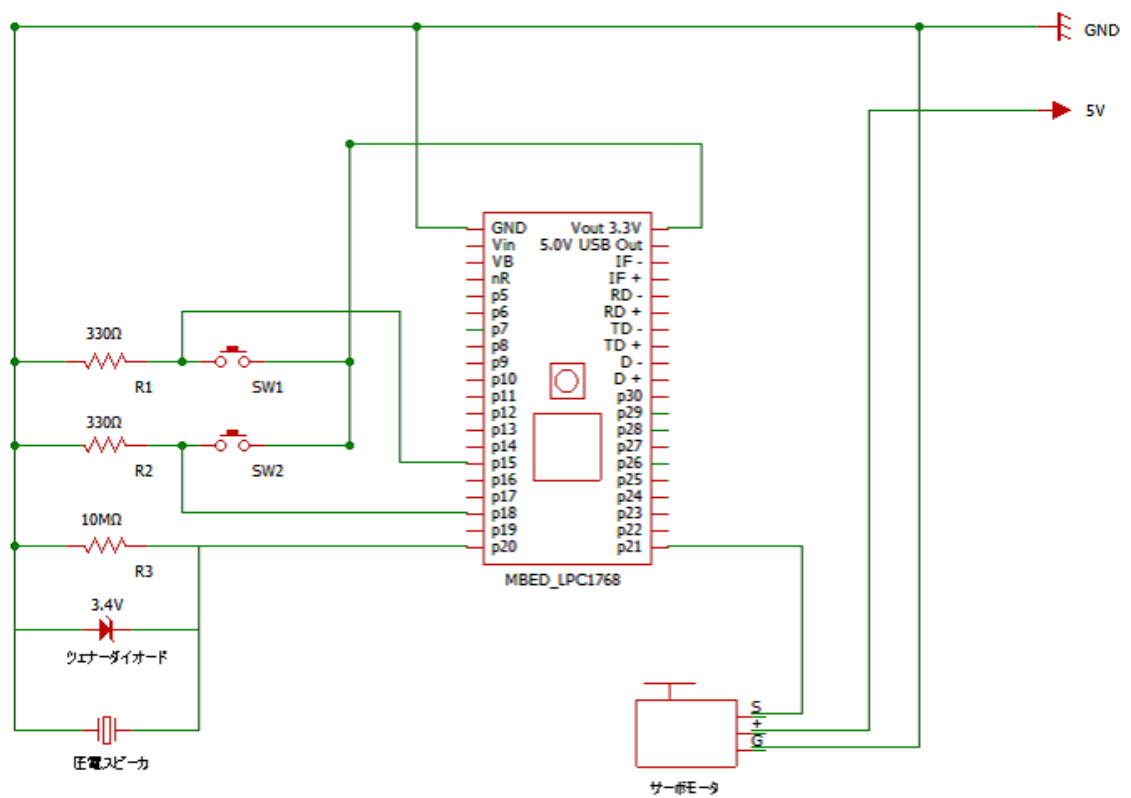 GND
5V
GND
Vin
VB
nR
p5
p6
p7
p8
p9
p10
p11
p12
p13
p14
p15
p16
p17
p18
p19
p20
Vout 3.3V
5.0V USB Out
IF -
IF +
RD -
RD +
TD -
TD +
D -
D +
p30
p29
p28
p27
p26
p25
p24
p23
p22
p21
MBED_LPC1768
330Ω
R1
SW1
330Ω
R2
SW2
10MΩ
R3
3.4V
ツェナーダイオード
圧電スピーカ
S
+
G
サーボモータ